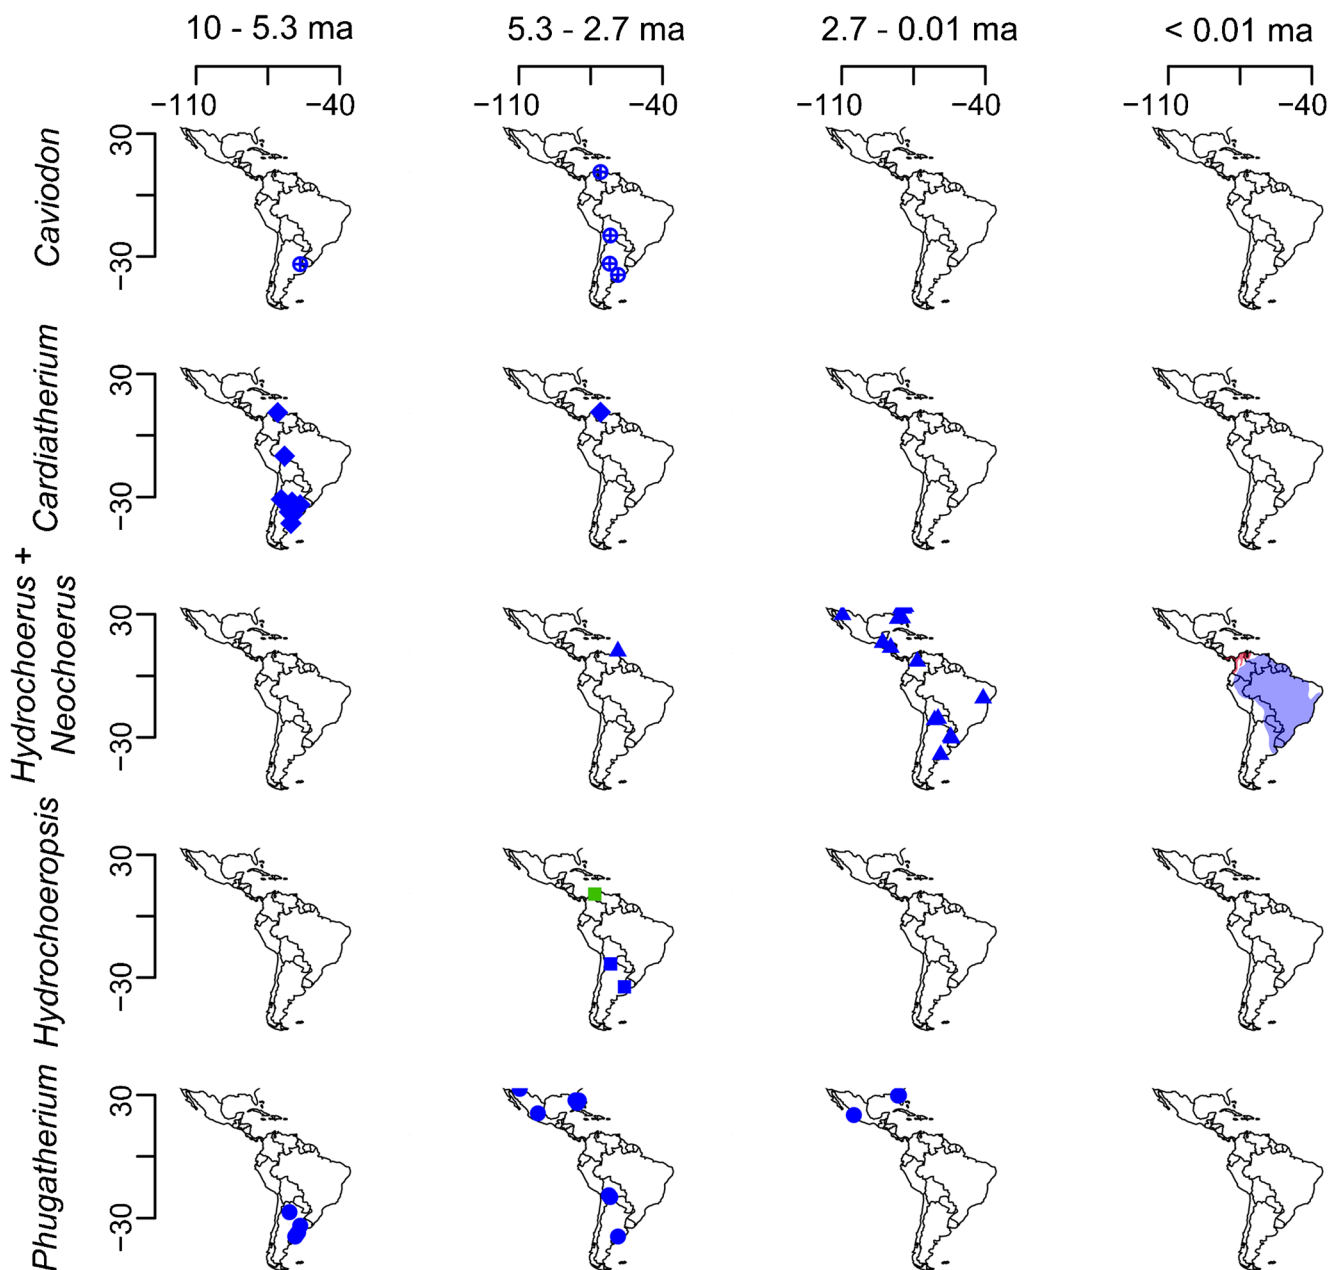 10 - 5.3 ma
5.3 - 2.7 ma
2.7 - 0.01 ma
< 0.01 ma
−110
−40
−110
−40
−110
−40
−110
−40
Caviodon
30
−30
Cardiatherium
30
−30
Hydrochoerus +
Neochoerus
30
−30
Hydrochoeropsis
30
−30
Phugatherium
30
−30